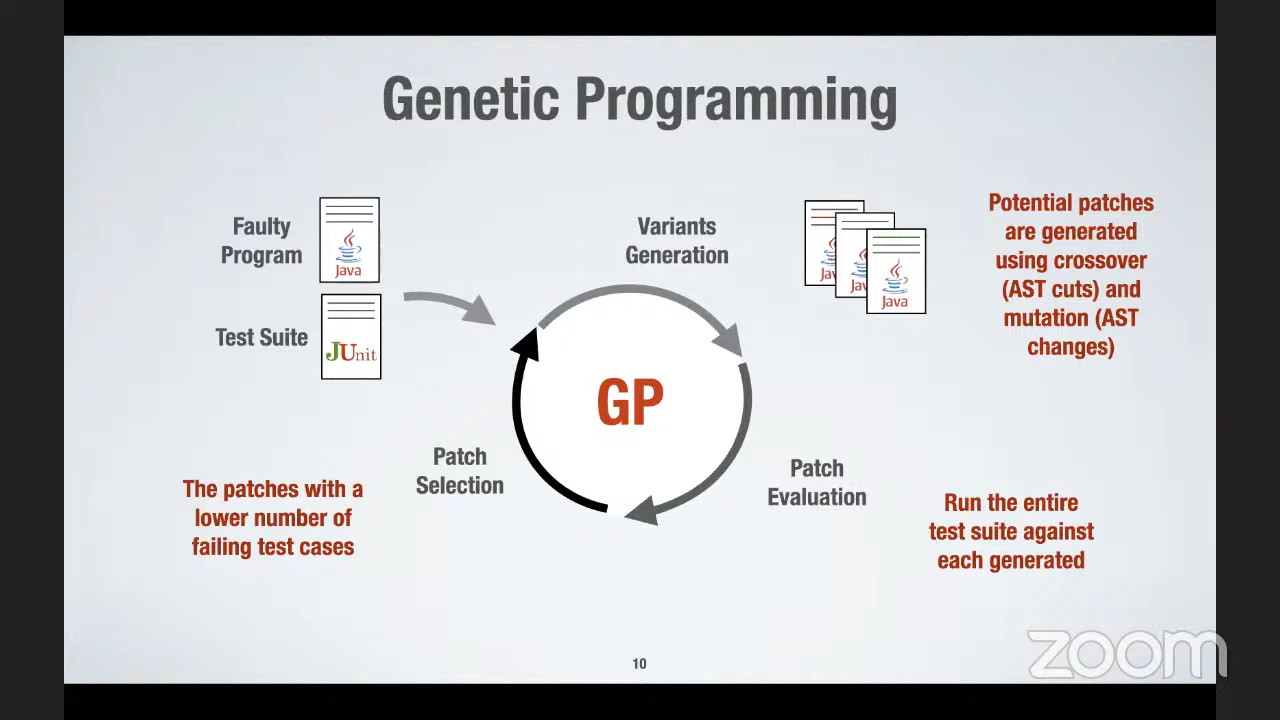 Genetic Programming
Faulty
Program
Java
Test Suite
JUnit
Variants
Generation
Java
Java
Java
Potential patches
are generated
using crossover
(AST cuts) and
mutation (AST
changes)
GP
Patch
Selection
The patches with a
lower number of
failing test cases
Patch
Evaluation
Run the entire
test suite against
each generated
10
zoom